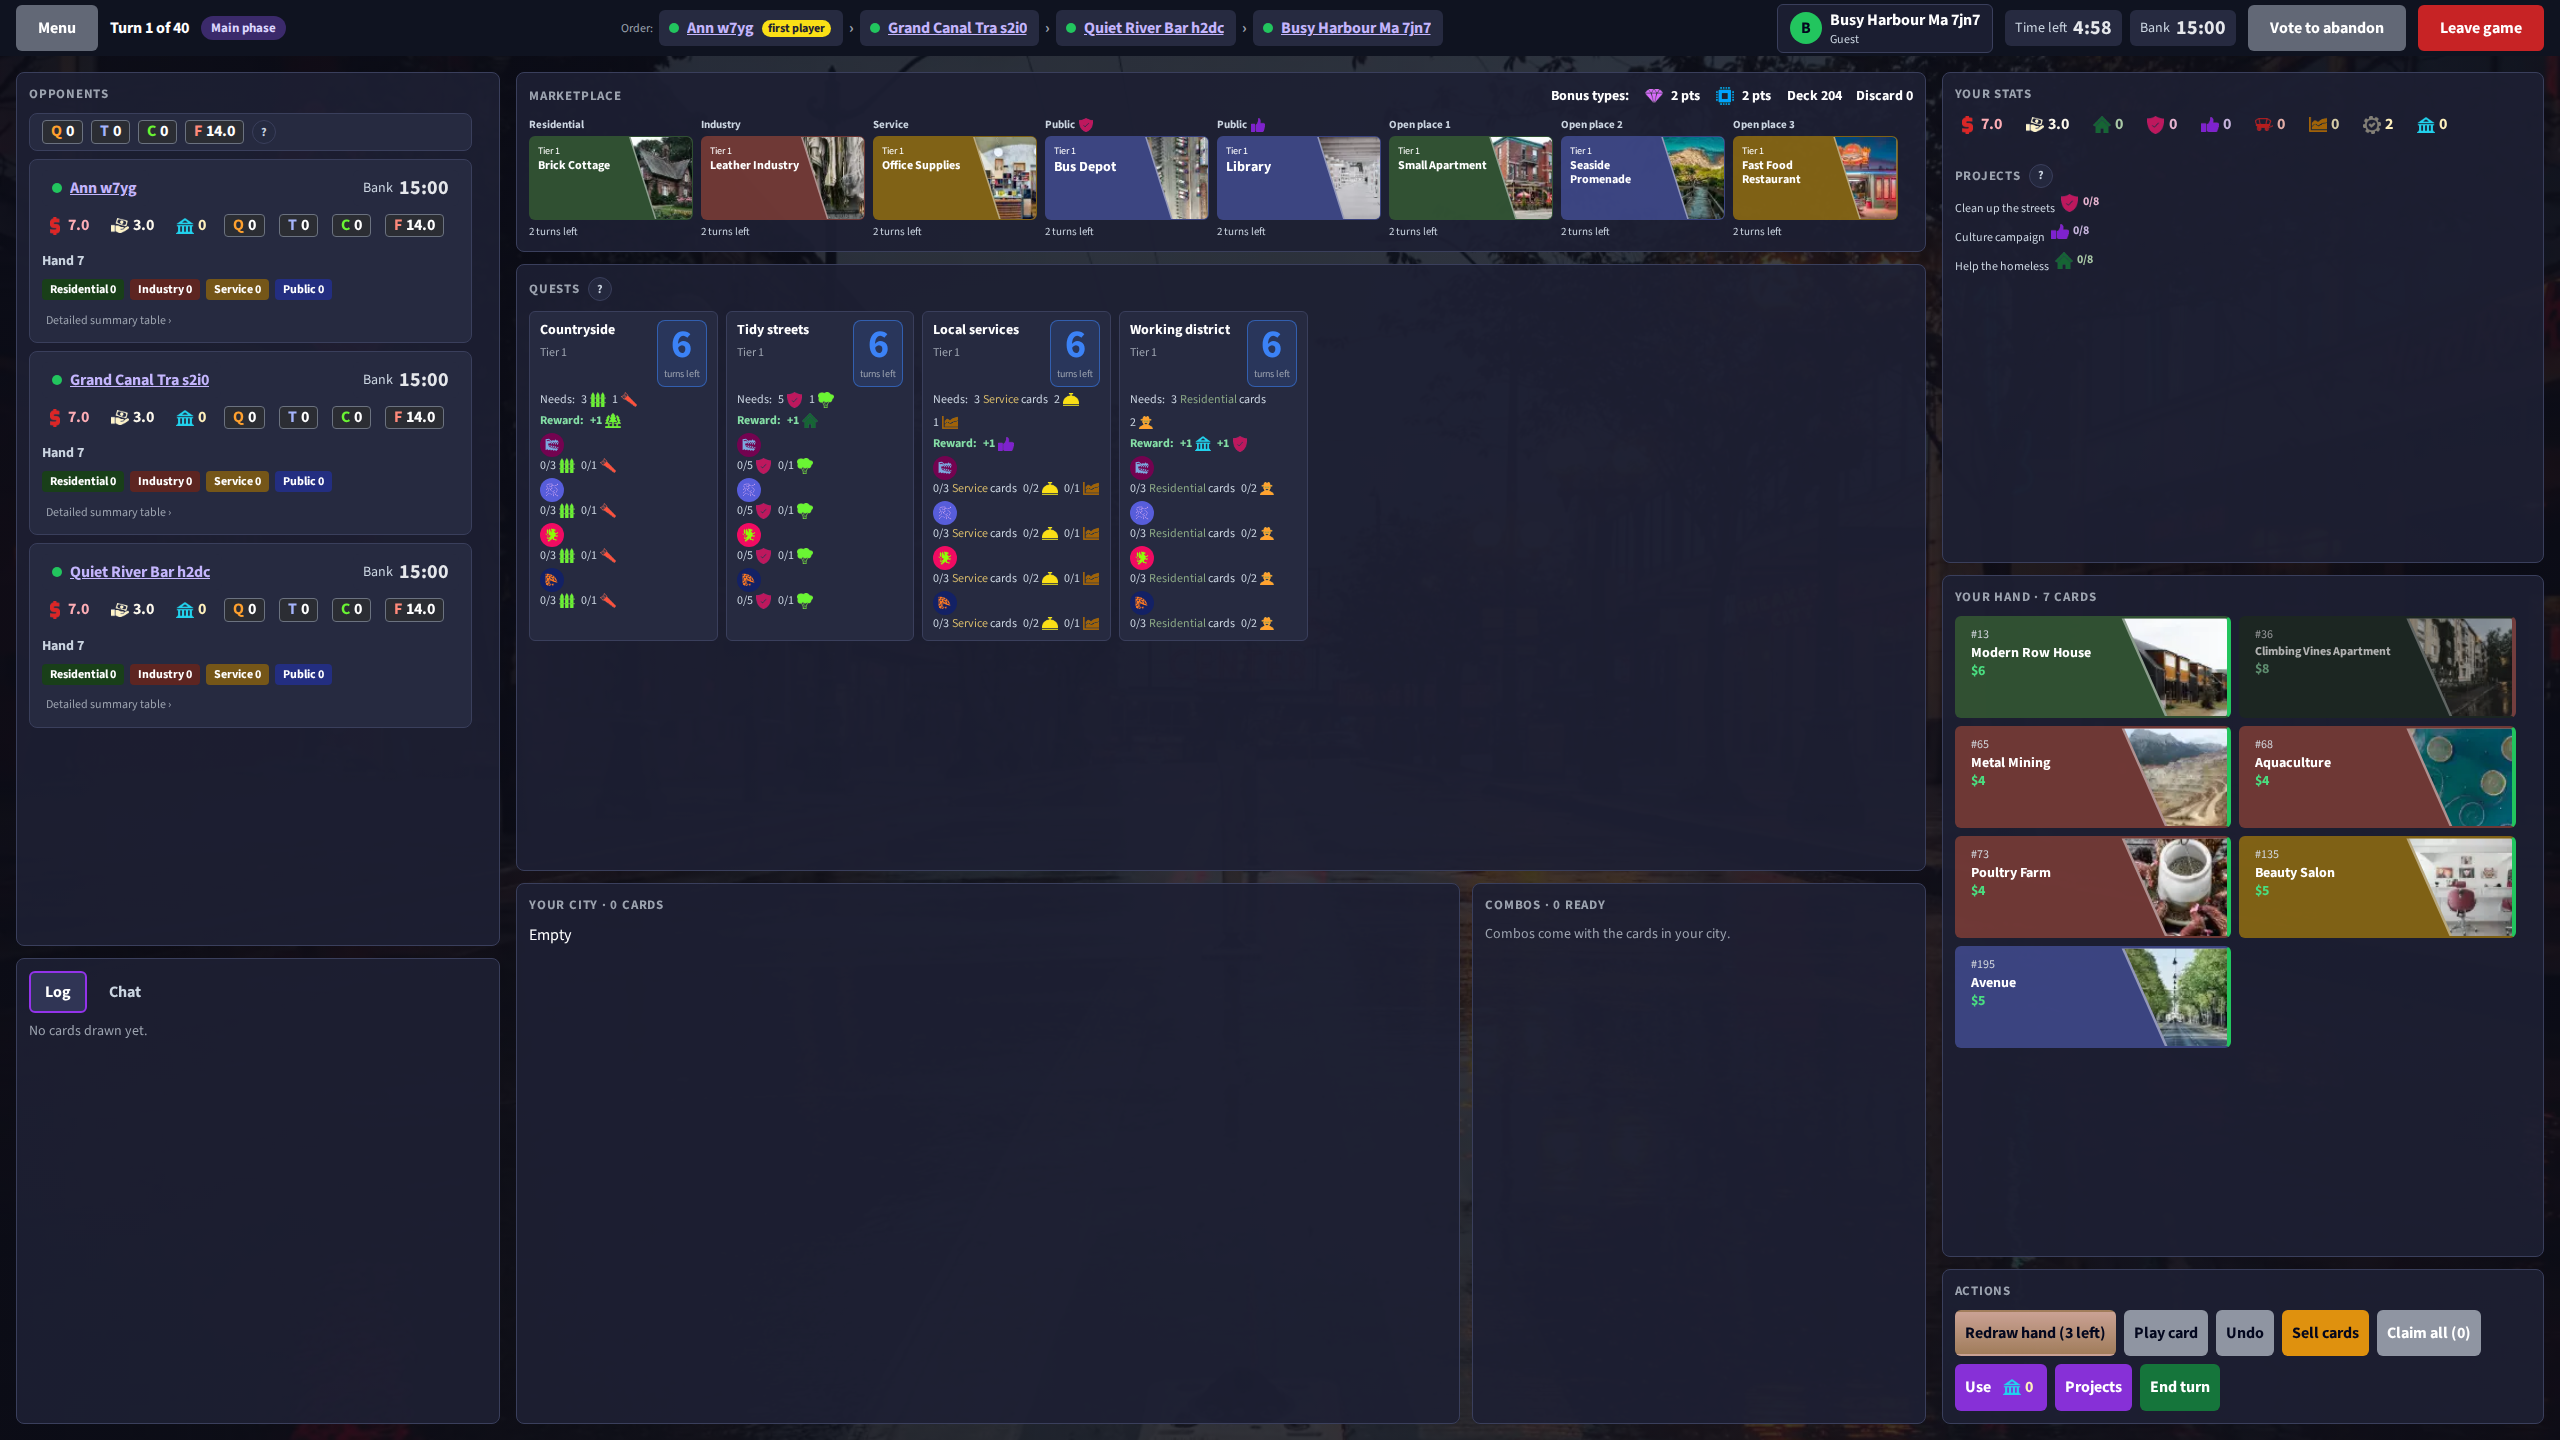 Menu
Turn 1 of 40 Main phase
Order: Ann w7yg first player › Grand Canal Tra s2i0 › Quiet River Bar h2dc › Busy Harbour Ma 7jn7
B Busy Harbour Ma 7jn7
Guest
Time left 4:58
Bank 15:00
Vote to abandon
Leave game
OPPONENTS
Q 0 T 0 C 0 F 14.0 ?
Ann w7yg Bank 15:00
7.0 3.0 0 Q 0 T 0 C 0 F 14.0
Hand 7
Residential 0 Industry 0 Service 0 Public 0
Detailed summary table ›
Grand Canal Tra s2i0 Bank 15:00
7.0 3.0 0 Q 0 T 0 C 0 F 14.0
Hand 7
Residential 0 Industry 0 Service 0 Public 0
Detailed summary table ›
Quiet River Bar h2dc Bank 15:00
7.0 3.0 0 Q 0 T 0 C 0 F 14.0
Hand 7
Residential 0 Industry 0 Service 0 Public 0
Detailed summary table ›
Log Chat
No cards drawn yet.
MARKETPLACE
Bonus types: 2 pts 2 pts Deck 204 Discard 0
Residential Industry Service Public Public Open place 1 Open place 2 Open place 3
Tier 1 Tier 1 Tier 1 Tier 1 Tier 1 Tier 1 Tier 1 Tier 1
Brick Cottage Leather Industry Office Supplies Bus Depot Library Small Apartment Seaside Fast Food
Promenade Restaurant
2 turns left 2 turns left 2 turns left 2 turns left 2 turns left 2 turns left 2 turns left 2 turns left
QUESTS ?
Countryside
Tier 1
6
turns left
Needs: 3 1
Reward: +1
0/3 0/1
0/3 0/1
0/3 0/1
0/3 0/1
Tidy streets
Tier 1
6
turns left
Needs: 5 1
Reward: +1
0/5 0/1
0/5 0/1
0/5 0/1
0/5 0/1
Local services
Tier 1
6
turns left
Needs: 3 Service cards 2
1
Reward: +1
0/3 Service cards 0/2 0/1
0/3 Service cards 0/2 0/1
0/3 Service cards 0/2 0/1
0/3 Service cards 0/2 0/1
Working district
Tier 1
6
turns left
Needs: 3 Residential cards
2
Reward: +1 +1
0/3 Residential cards 0/2
0/3 Residential cards 0/2
0/3 Residential cards 0/2
0/3 Residential cards 0/2
YOUR CITY · 0 CARDS
Empty
COMBOS · 0 READY
Combos come with the cards in your city.
YOUR STATS
7.0 3.0 0 0 0 0 0 2 0
PROJECTS ?
Clean up the streets 0/8
Culture campaign 0/8
Help the homeless 0/8
YOUR HAND · 7 CARDS
#13
Modern Row House
$6
#36
Climbing Vines Apartment
$8
#65
Metal Mining
$4
#68
Aquaculture
$4
#73
Poultry Farm
$4
#135
Beauty Salon
$5
#195
Avenue
$5
ACTIONS
Redraw hand (3 left) Play card Undo Sell cards Claim all (0)
Use 0 Projects End turn